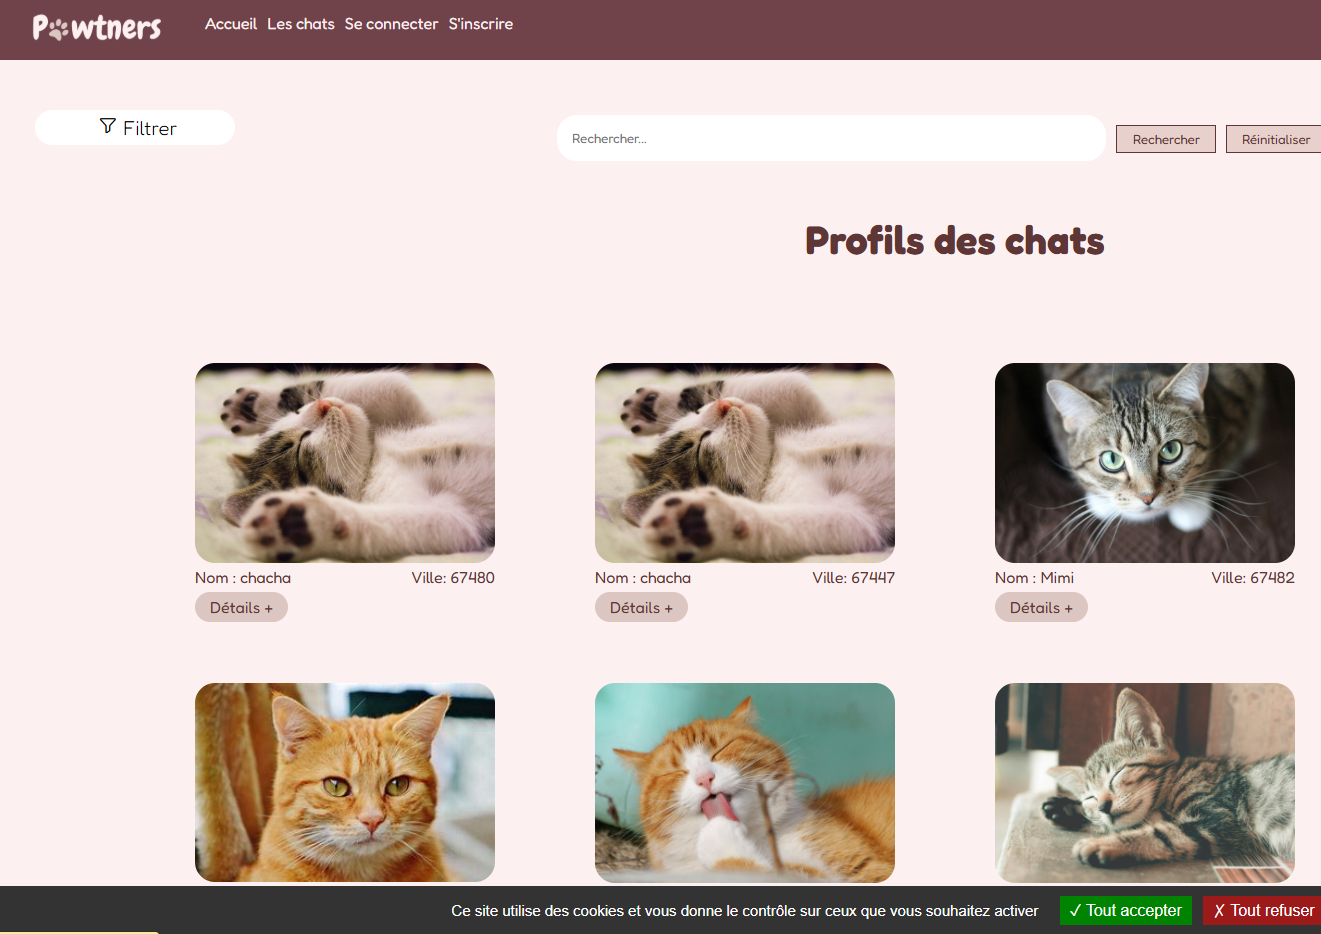 Pawtners Accueil Les chats Se connecter S'inscrire
Filtrer
Rechercher... Rechercher Réinitialiser
Profils des chats
Nom : chacha Ville: 67480 Nom : chacha Ville: 67447 Nom : Mimi Ville: 67482
Détails + Détails + Détails +
Ce site utilise des cookies et vous donne le contrôle sur ceux que vous souhaitez activer ✓ Tout accepter ✗ Tout refuser